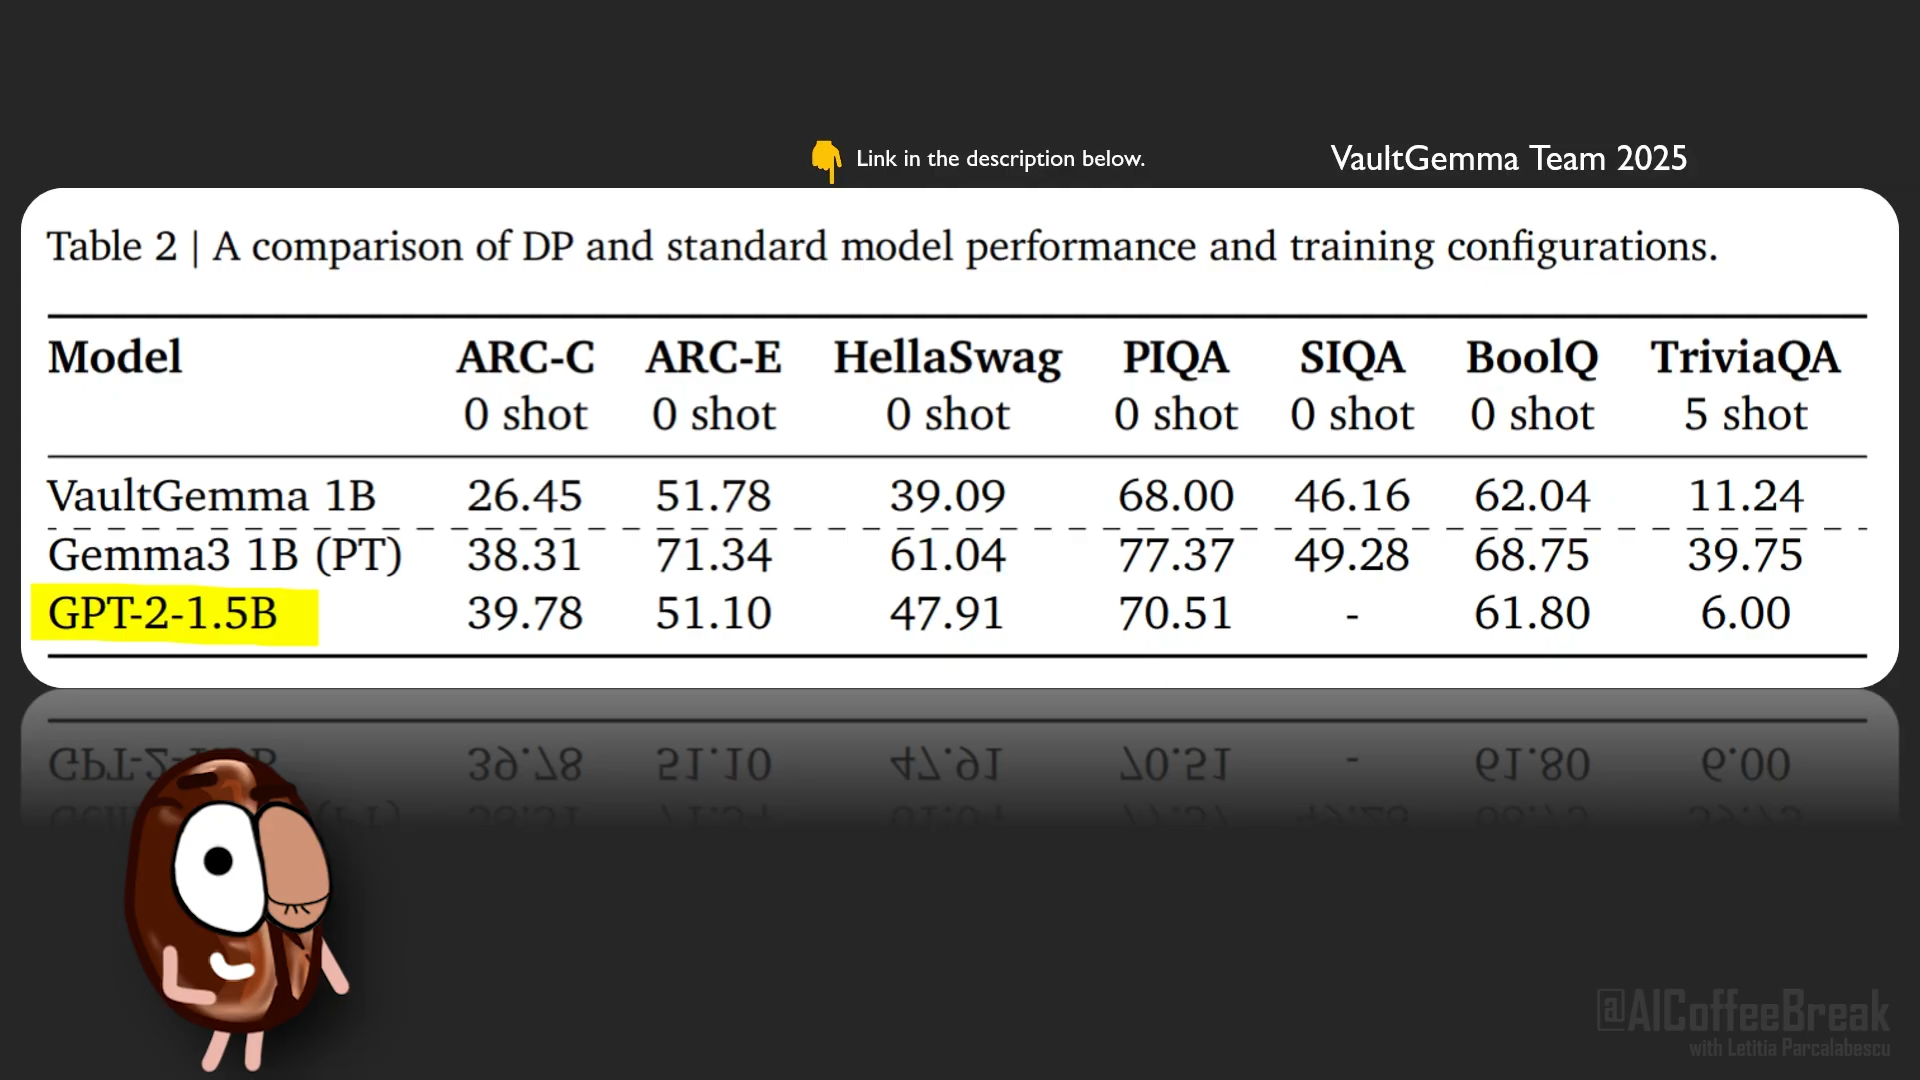 Link in the description below.
VaultGemma Team 2025
Table 2 | A comparison of DP and standard model performance and training configurations.
Model ARC-C ARC-E HellaSwag PIQA SIQA BoolQ TriviaQA
0 shot 0 shot 0 shot 0 shot 0 shot 0 shot 5 shot
VaultGemma 1B 26.45 51.78 39.09 68.00 46.16 62.04 11.24
Gemma3 1B (PT) 38.31 71.34 61.04 77.37 49.28 68.75 39.75
GPT-2-1.5B 39.78 51.10 47.91 70.51 - 61.80 6.00
@AICoffeeBreak
with Letitia Parcalabescu